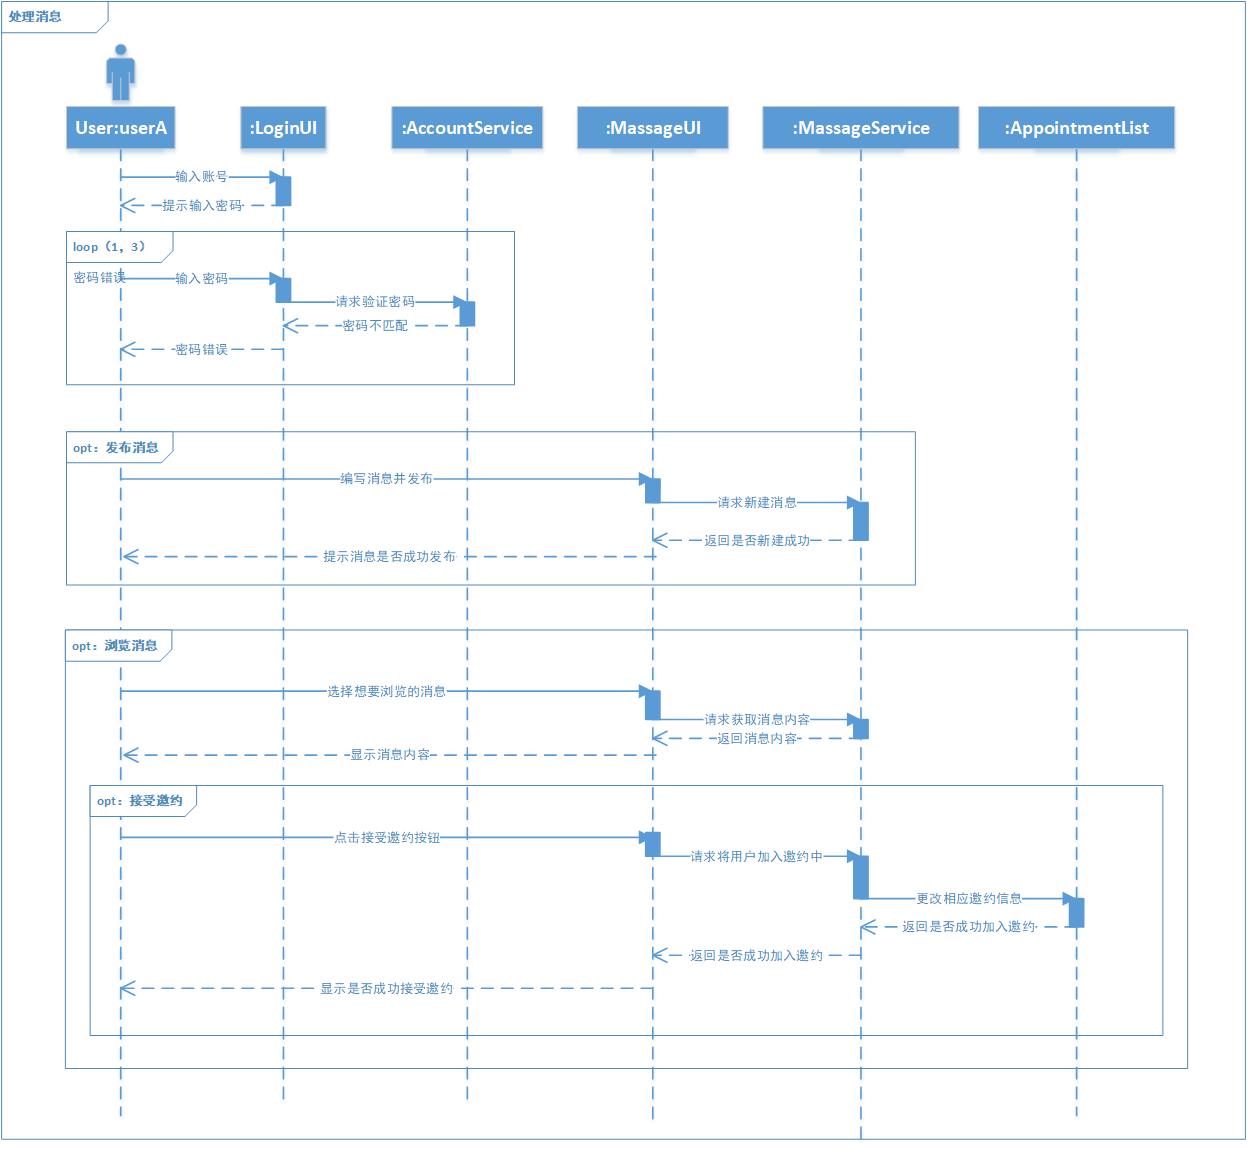 处理消息
User:userA
:LoginUI
:AccountService
:MassageUI
:MassageService
:AppointmentList
输入账号
提示输入密码
loop（1，3）
密码错误
输入密码
请求验证密码
密码不匹配
密码错误
opt：发布消息
编写消息并发布
请求新建消息
返回是否新建成功
提示消息是否成功发布
opt：浏览消息
选择想要浏览的消息
请求获取消息内容
返回消息内容
显示消息内容
opt：接受邀约
点击接受邀约按钮
请求将用户加入邀约中
更改相应邀约信息
返回是否成功加入邀约
返回是否成功加入邀约
显示是否成功接受邀约